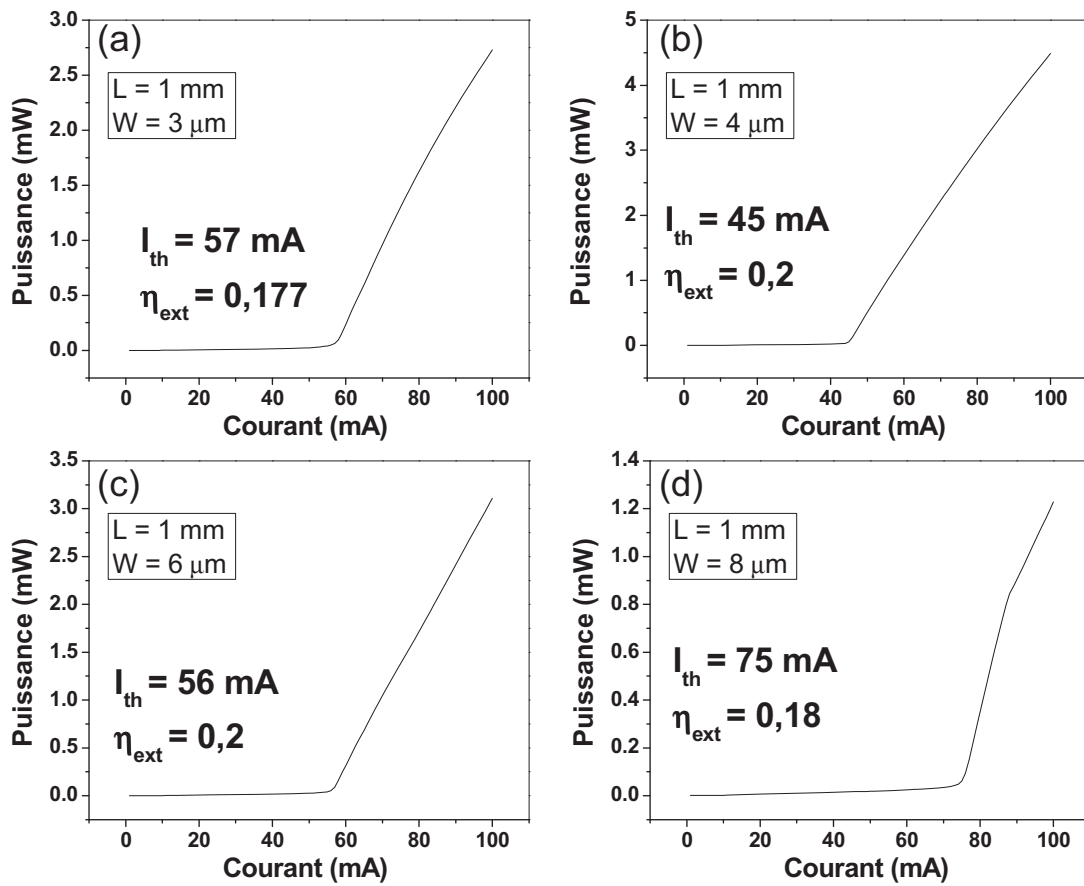 (a)
L = 1 mm
W = 3 μm
I_th = 57 mA
η_ext = 0,177
Puissance (mW)
3.0
2.5
2.0
1.5
1.0
0.5
0.0
0 20 40 60 80 100
Courant (mA)
(b)
L = 1 mm
W = 4 μm
I_th = 45 mA
η_ext = 0,2
Puissance (mW)
5
4
3
2
1
0
0 20 40 60 80 100
Courant (mA)
(c)
L = 1 mm
W = 6 μm
I_th = 56 mA
η_ext = 0,2
Puissance (mW)
3.5
3.0
2.5
2.0
1.5
1.0
0.5
0.0
0 20 40 60 80 100
Courant (mA)
(d)
L = 1 mm
W = 8 μm
I_th = 75 mA
η_ext = 0,18
Puissance (mW)
1.4
1.2
1.0
0.8
0.6
0.4
0.2
0.0
0 20 40 60 80 100
Courant (mA)